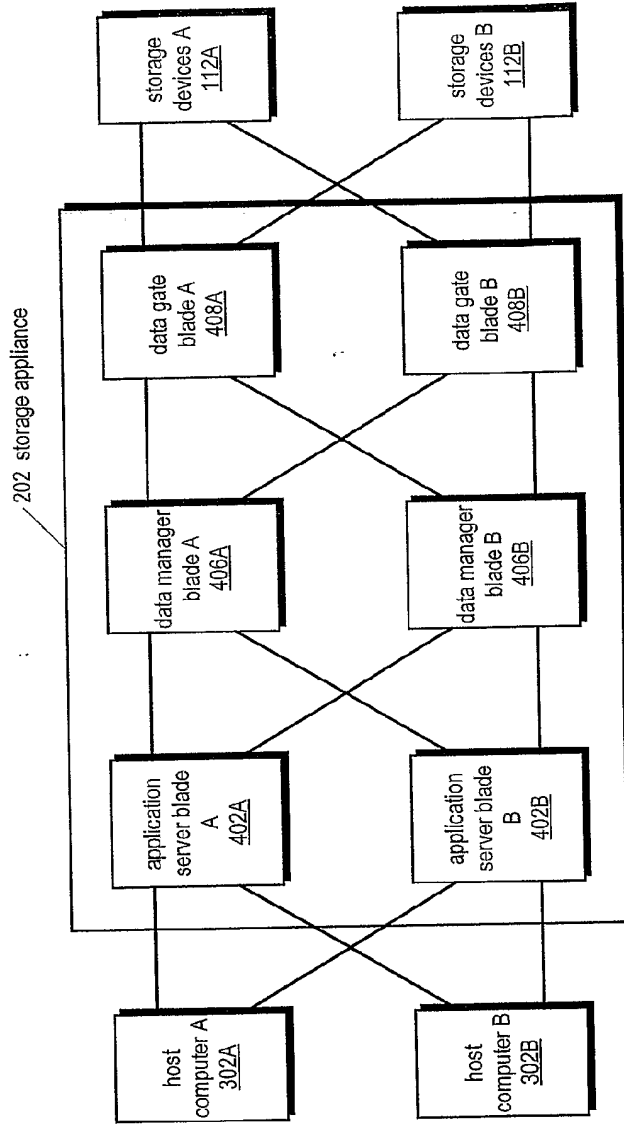 202 storage appliance
host
computer A
302A
application
server blade
A
402A
data manager
blade A
406A
data gate
blade A
408A
storage
devices A
112A
host
computer B
302B
application
server blade
B
402B
data manager
blade B
406B
data gate
blade B
408B
storage
devices B
112B